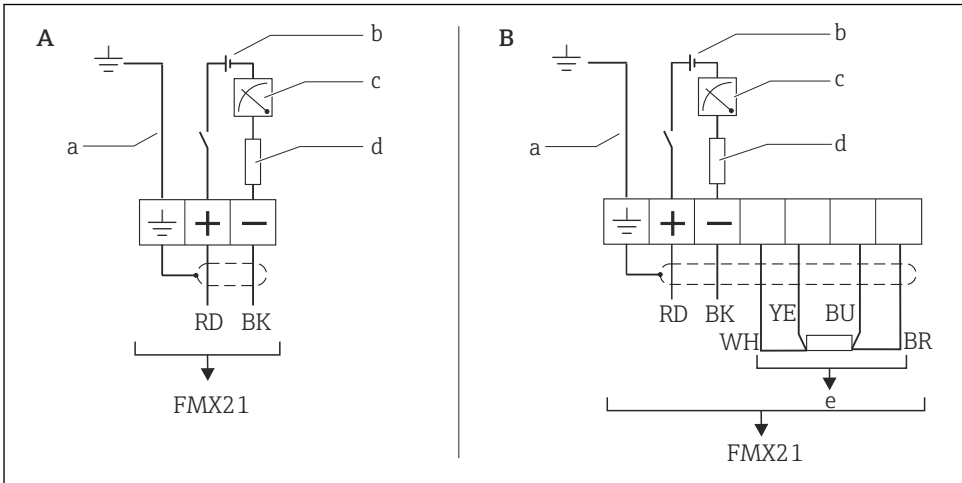 A
b
c
a
d
+ −
RD BK
FMX21
B
b
c
a
d
+ −
RD BK YE BU
WH BR
e
FMX21